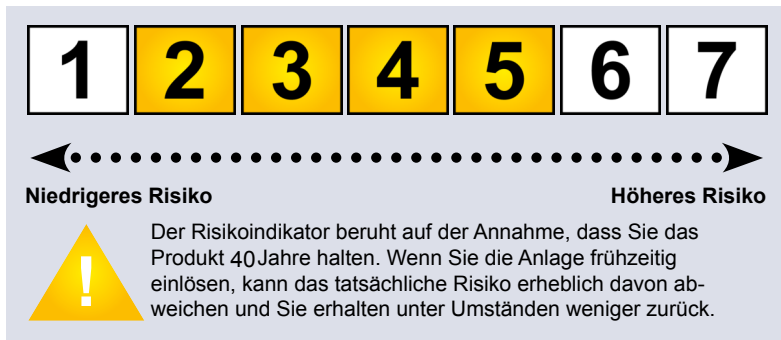 1 2 3 4 5 6 7
Niedrigeres Risiko Höheres Risiko
! Der Risikoindikator beruht auf der Annahme, dass Sie das
Produkt 40Jahre halten. Wenn Sie die Anlage frühzeitig
einlösen, kann das tatsächliche Risiko erheblich davon ab-
weichen und Sie erhalten unter Umständen weniger zurück.